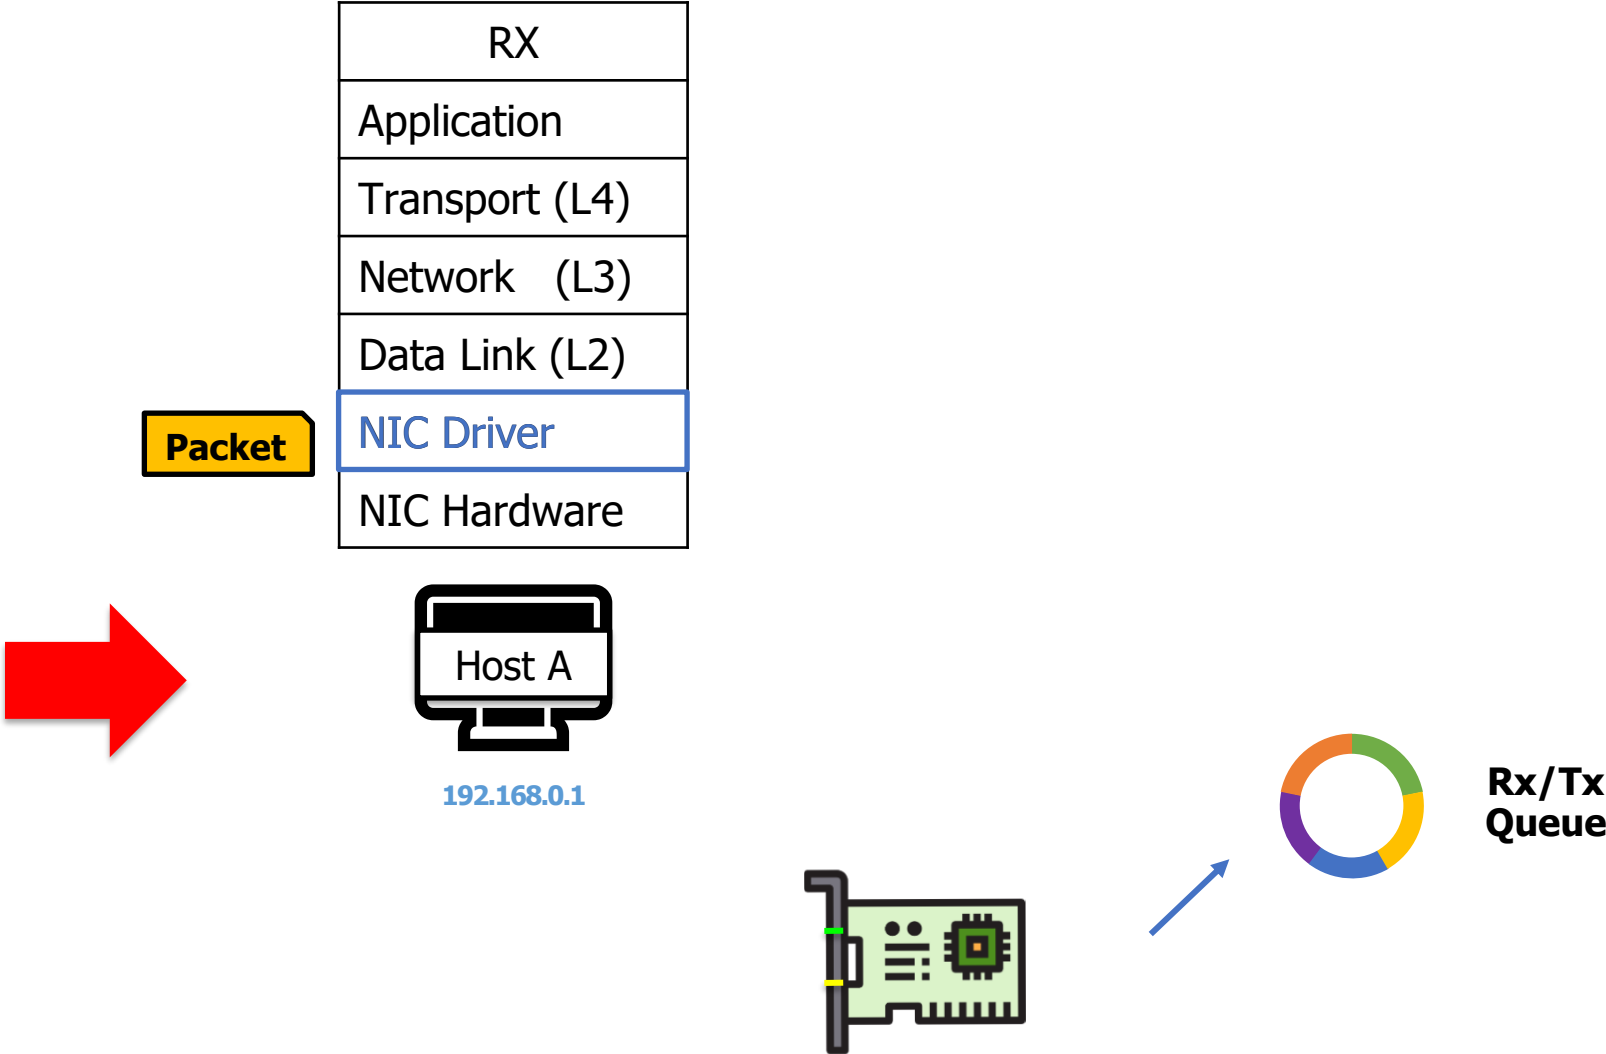 RX
Application
Transport (L4)
Network (L3)
Data Link (L2)
NIC Driver
Packet
NIC Hardware
Host A
192.168.0.1
Rx/Tx
Queue